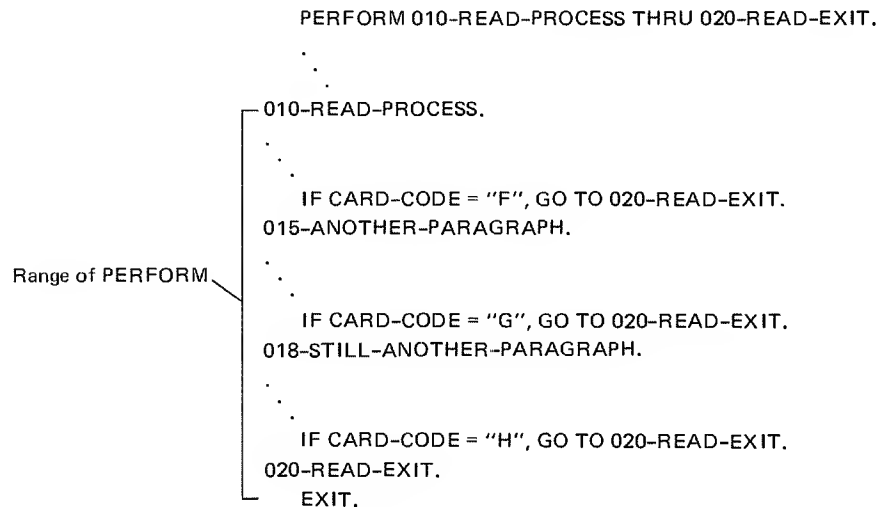 PERFORM 010-READ-PROCESS THRU 020-READ-EXIT.
.
.
.
010-READ-PROCESS.
.
.
.
IF CARD-CODE = "F", GO TO 020-READ-EXIT.
015-ANOTHER-PARAGRAPH.
.
.
.
Range of PERFORM
IF CARD-CODE = "G", GO TO 020-READ-EXIT.
018-STILL-ANOTHER-PARAGRAPH.
.
.
.
IF CARD-CODE = "H", GO TO 020-READ-EXIT.
020-READ-EXIT.
EXIT.